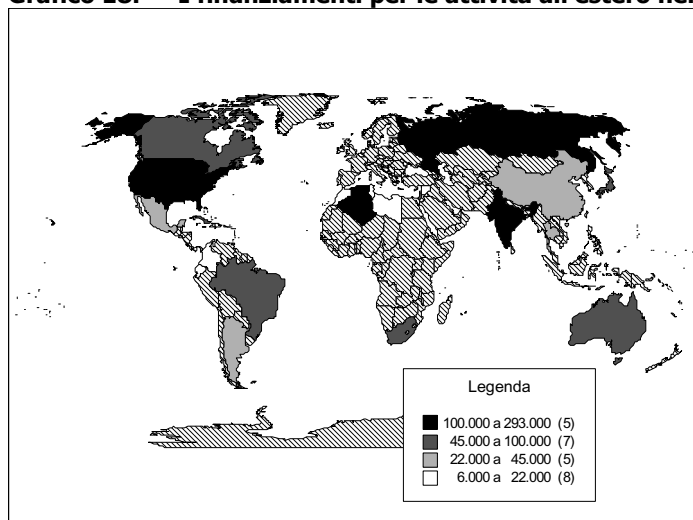 I finanziamenti per le attività all'estero
Legenda
100.000 a 293.000 (5)
45.000 a 100.000 (7)
22.000 a 45.000 (5)
6.000 a 22.000 (8)